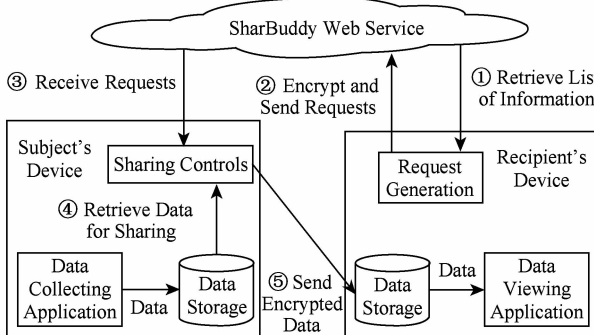 SharBuddy Web Service
③ Receive Requests
② Encrypt and
Send Requests
① Retrieve Lis
of Information
Subject's
Device
Sharing Controls
Request
Generation
Recipient's
Device
④ Retrieve Data
for Sharing
Data
Collecting
Application
Data
Data
Storage
⑤ Send
Encrypted
Data
Data
Storage
Data
Data
Viewing
Application